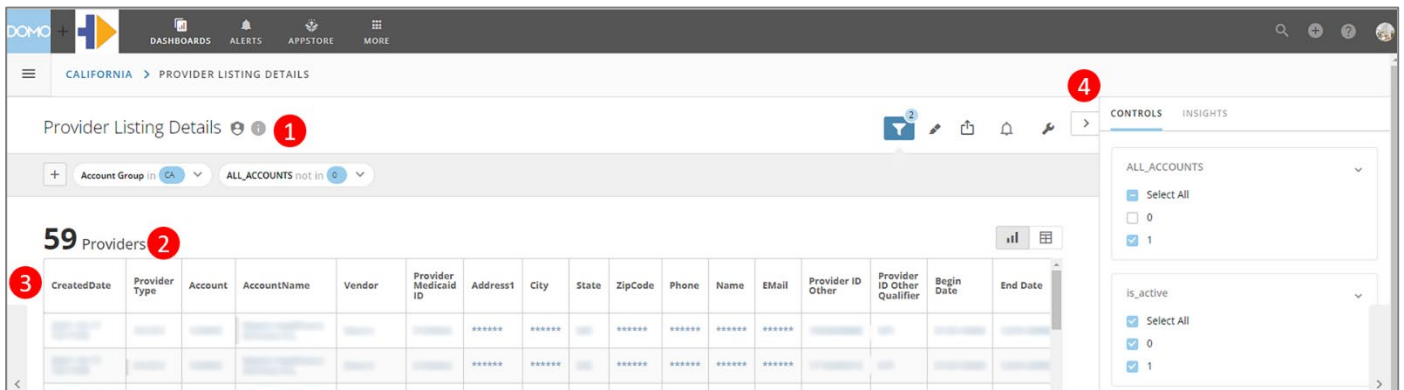 DOMO + DASHBOARDS ALERTS APPSTORE MORE
CALIFORNIA > PROVIDER LISTING DETAILS
4
CONTROLS INSIGHTS
Provider Listing Details 1
2
Account Group in CA ALL_ACCOUNTS not in 0
ALL_ACCOUNTS
Select All
0
1
59 Providers 2
3
CreatedDate Provider Type Account AccountName Vendor Provider Medicaid ID Address1 City State ZipCode Phone Name EMail Provider ID Other Provider ID Other Qualifier Begin Date End Date
****** ****** ****** ****** ****** ******
****** ****** ****** ****** ****** ******
is_active
Select All
0
1